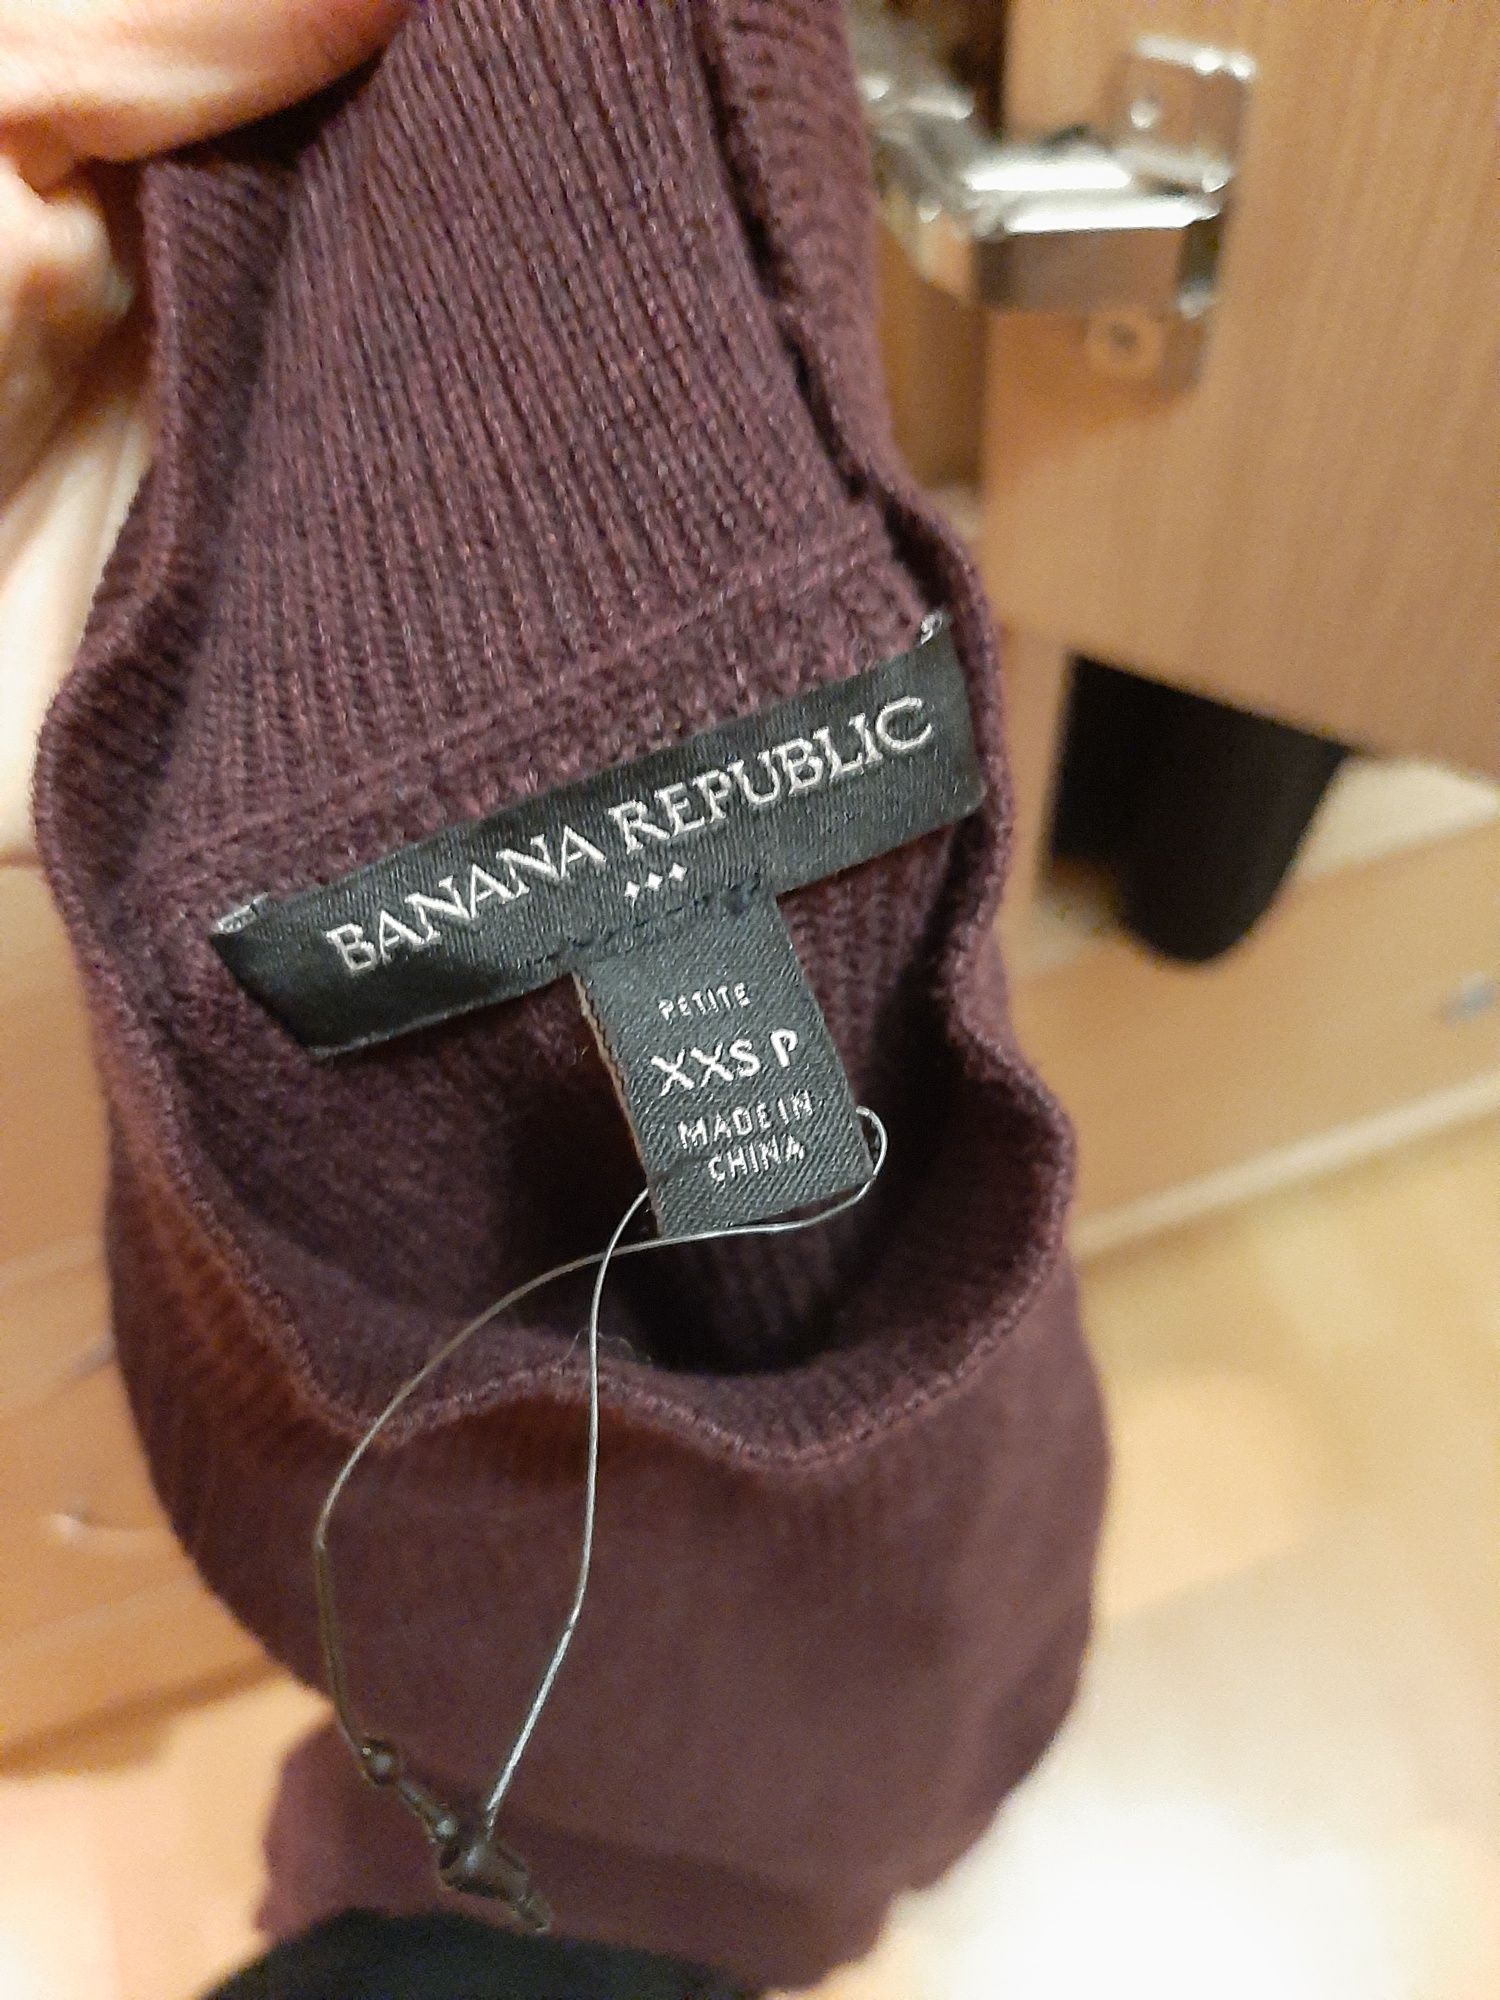 BANANA REPUBLIC
PETITE
XXS P
MADE IN
CHINA